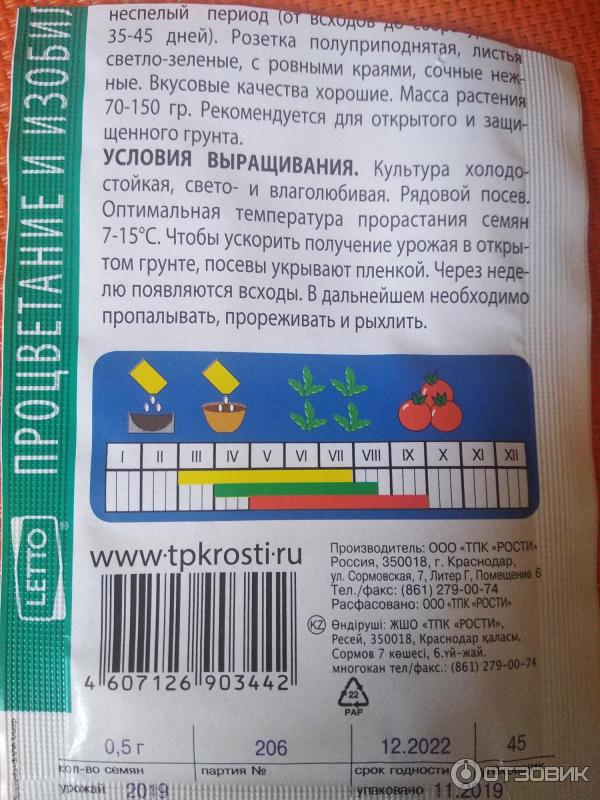 неспелый период (от всходов до
35-45 дней). Розетка полуприподнятая, листья
светло-зеленые, с ровными краями, сочные неж-
ные. Вкусовые качества хорошие. Масса растения
70-150 гр. Рекомендуется для открытого и защи-
щенного грунта.
УСЛОВИЯ ВЫРАЩИВАНИЯ. Культура холодо-
стойкая, свето- и влаголюбивая. Рядовой посев.
Оптимальная температура прорастания семян
7-15°С. Чтобы ускорить получение урожая в откры-
том грунте, посевы укрывают пленкой. Через неде-
лю появляются всходы. В дальнейшем необходимо
пропалывать, прореживать и рыхлить.
ПРОЦВЕТАНИЕ И ИЗОБИЛ
LETTO®
I II III IV V VI VII VIII IX X XI XII
www.tpkrosti.ru
4 607126 903442
Производитель: ООО «ТПК «РОСТИ»
Россия, 350018, г. Краснодар,
ул. Сормовская, 7, Литер Г, Помещение 6
Тел./факс: (861) 279-00-74
Расфасовано: ООО «ТПК «РОСТИ»
KZ Өндіруші: ЖШО «ТПК «РОСТИ»,
Ресей, 350018, Краснодар қаласы,
Сормов 7 көшесі, 6.үй-жай.
многокан тел/факс.: (861) 279-00-74
22
PAP
0,5 г 206 12.2022 45
кол-во семян партия № срок годности
урожай 2019 упаковано 11.2019
ОТЗОВИК